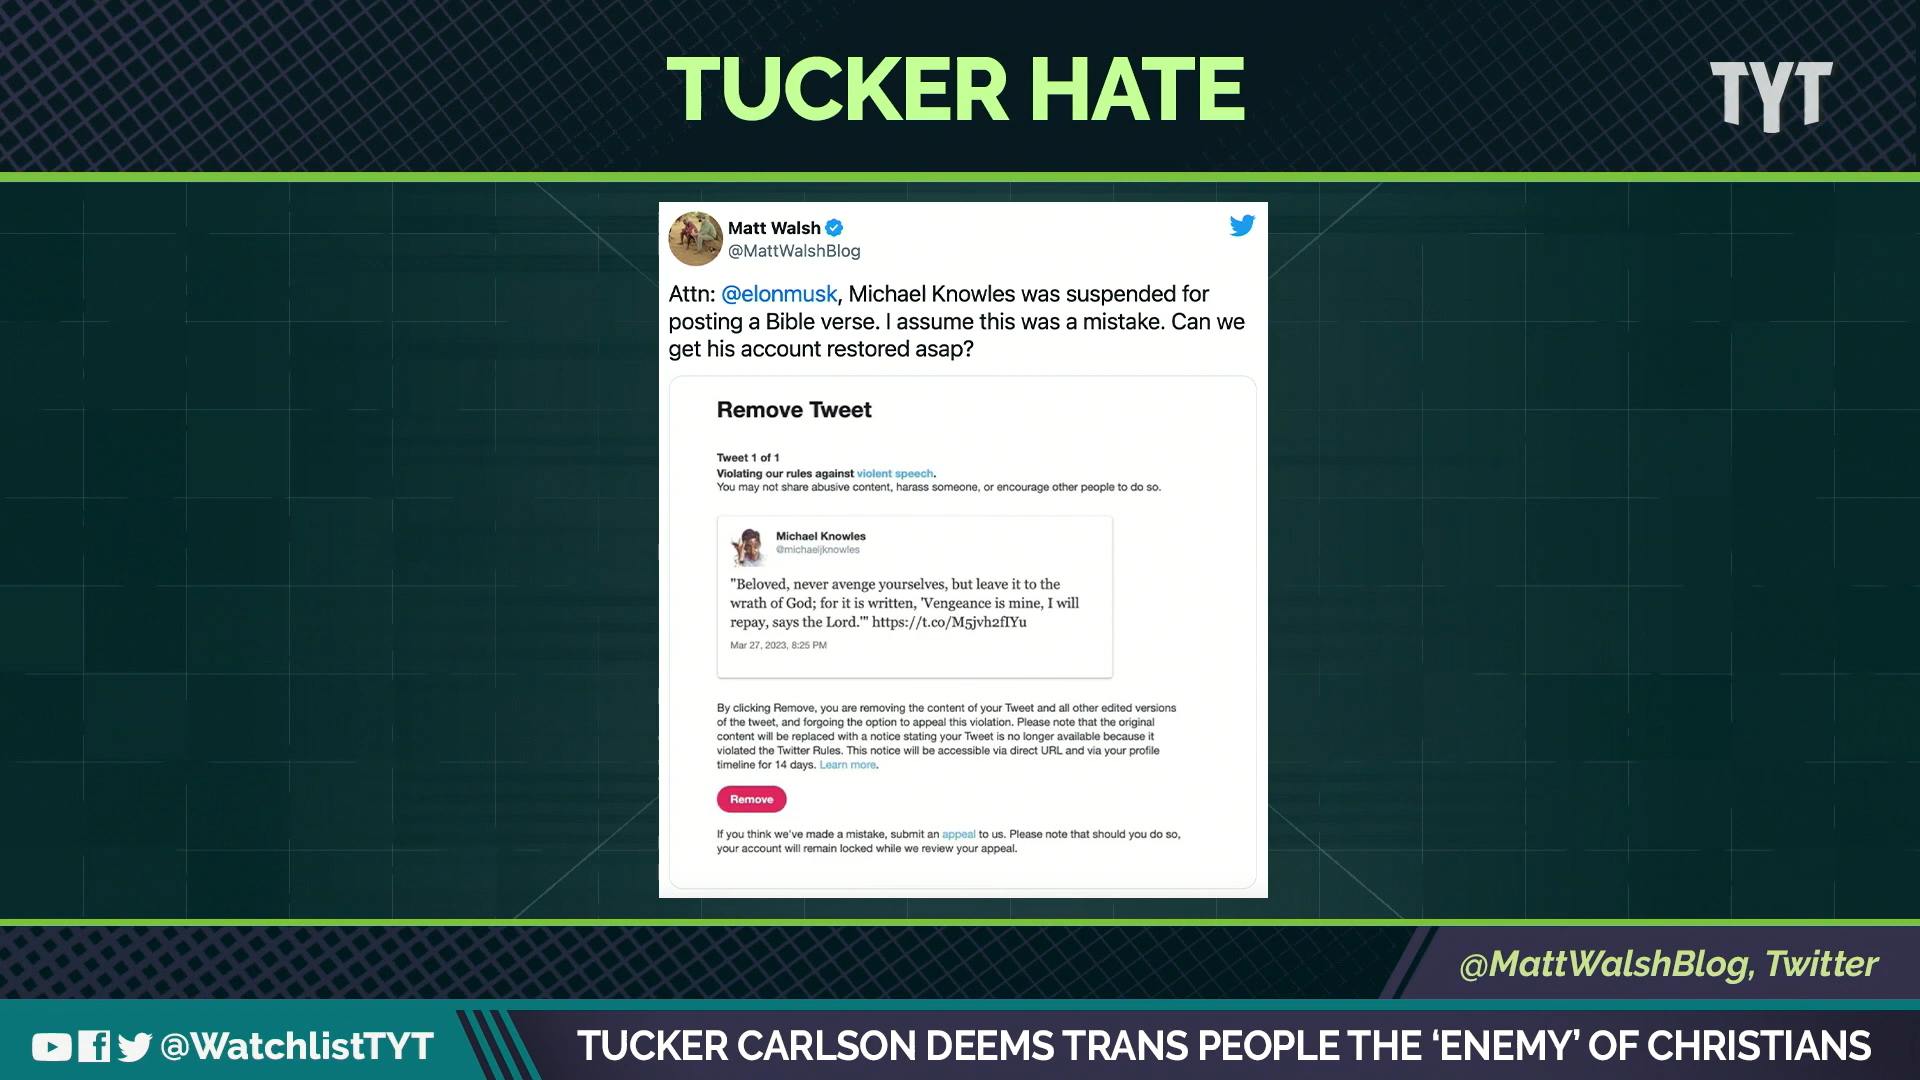 TUCKER HATE
TYT
Matt Walsh
@MattWalshBlog
Attn: @elonmusk, Michael Knowles was suspended for
posting a Bible verse. I assume this was a mistake. Can we
get his account restored asap?
Remove Tweet
Tweet 1 of 1
Violating our rules against violent speech.
You may not share abusive content, harass someone, or encourage other people to do so.
Michael Knowles
@michaeljknowles
"Beloved, never avenge yourselves, but leave it to the
wrath of God; for it is written, 'Vengeance is mine, I will
repay, says the Lord.'" https://t.co/M5jvh2fIYu
Mar 27, 2023, 8:25 PM
By clicking Remove, you are removing the content of your Tweet and all other edited versions
of the tweet, and forgoing the option to appeal this violation. Please note that the original
content will be replaced with a notice stating your Tweet is no longer available because it
violated the Twitter Rules. This notice will be accessible via direct URL and via your profile
timeline for 14 days. Learn more.
Remove
If you think we've made a mistake, submit an appeal to us. Please note that should you do so,
your account will remain locked while we review your appeal.
@MattWalshBlog, Twitter
@WatchlistTYT
TUCKER CARLSON DEEMS TRANS PEOPLE THE ‘ENEMY’ OF CHRISTIANS